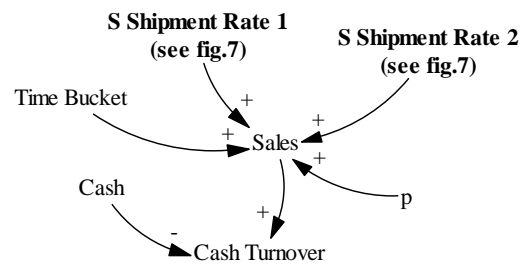 S Shipment Rate 1
(see fig.7)
S Shipment Rate 2
(see fig.7)
Time Bucket
+
+
+
Sales
+
Cash
p
+
-
Cash Turnover